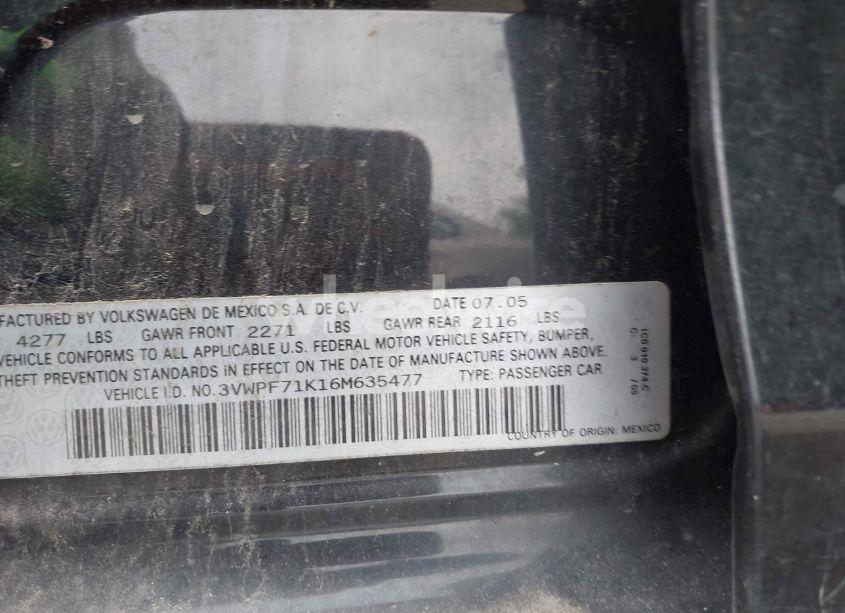 FACTURED BY VOLKSWAGEN DE MEXICO S.A. DE C.V. DATE 07.05
4277 LBS GAWR FRONT 2271 LBS GAWR REAR 2116 LBS
VEHICLE CONFORMS TO ALL APPLICABLE U.S. FEDERAL MOTOR VEHICLE SAFETY, BUMPER,
THEFT PREVENTION STANDARDS IN EFFECT ON THE DATE OF MANUFACTURE SHOWN ABOVE.
VEHICLE I.D. NO. 3VWPF71K16M635477 TYPE: PASSENGER CAR
COUNTRY OF ORIGIN: MEXICO